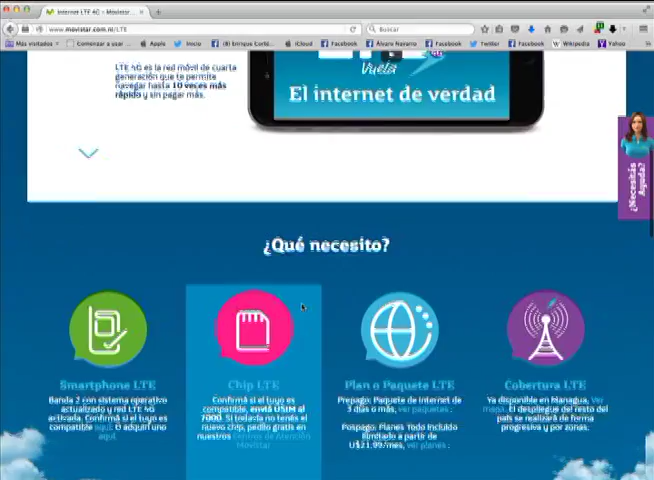 Internet LTE 4G - Movistar...
www.movistar.com.ni/LTE
Buscar
Más visitados
Comenzar a usar
Apple
Inicio
Facebook
Álvaro Navarro
iCloud
Facebook
Facebook
Twitter
Facebook
Wikipedia
Yahoo
LTE 4G es la red móvil de cuarta
generación que te permite
navegar hasta 10 veces más
rápido y sin pagar más.
Vuela
El internet de verdad
¿Necesitás
Ayuda?
¿Qué necesito?
Smartphone LTE
Banda 2 con sistema operativo
actualizado y red LTE 4G
activada. Confirmá si el tuyo es
compatible aquí. O adquirí uno
aquí.
Chip LTE
Confirmá si el tuyo es
compatible, enviá USIM al
7000. Si todavía no tenés el
nuevo chip, pedilo gratis en
nuestros Centros de Atención
Movistar
Plan o Paquete LTE
Prepago: Paquete de internet de
3 días o más, ver paquetes.
Pospago: Planes Todo Incluido
Ilimitado a partir de
U$21.99/mes, ver planes.
Cobertura LTE
Ya disponible en Managua, Ver
mapa. El despliegue del resto del
país se realizará de forma
progresiva y por zonas.